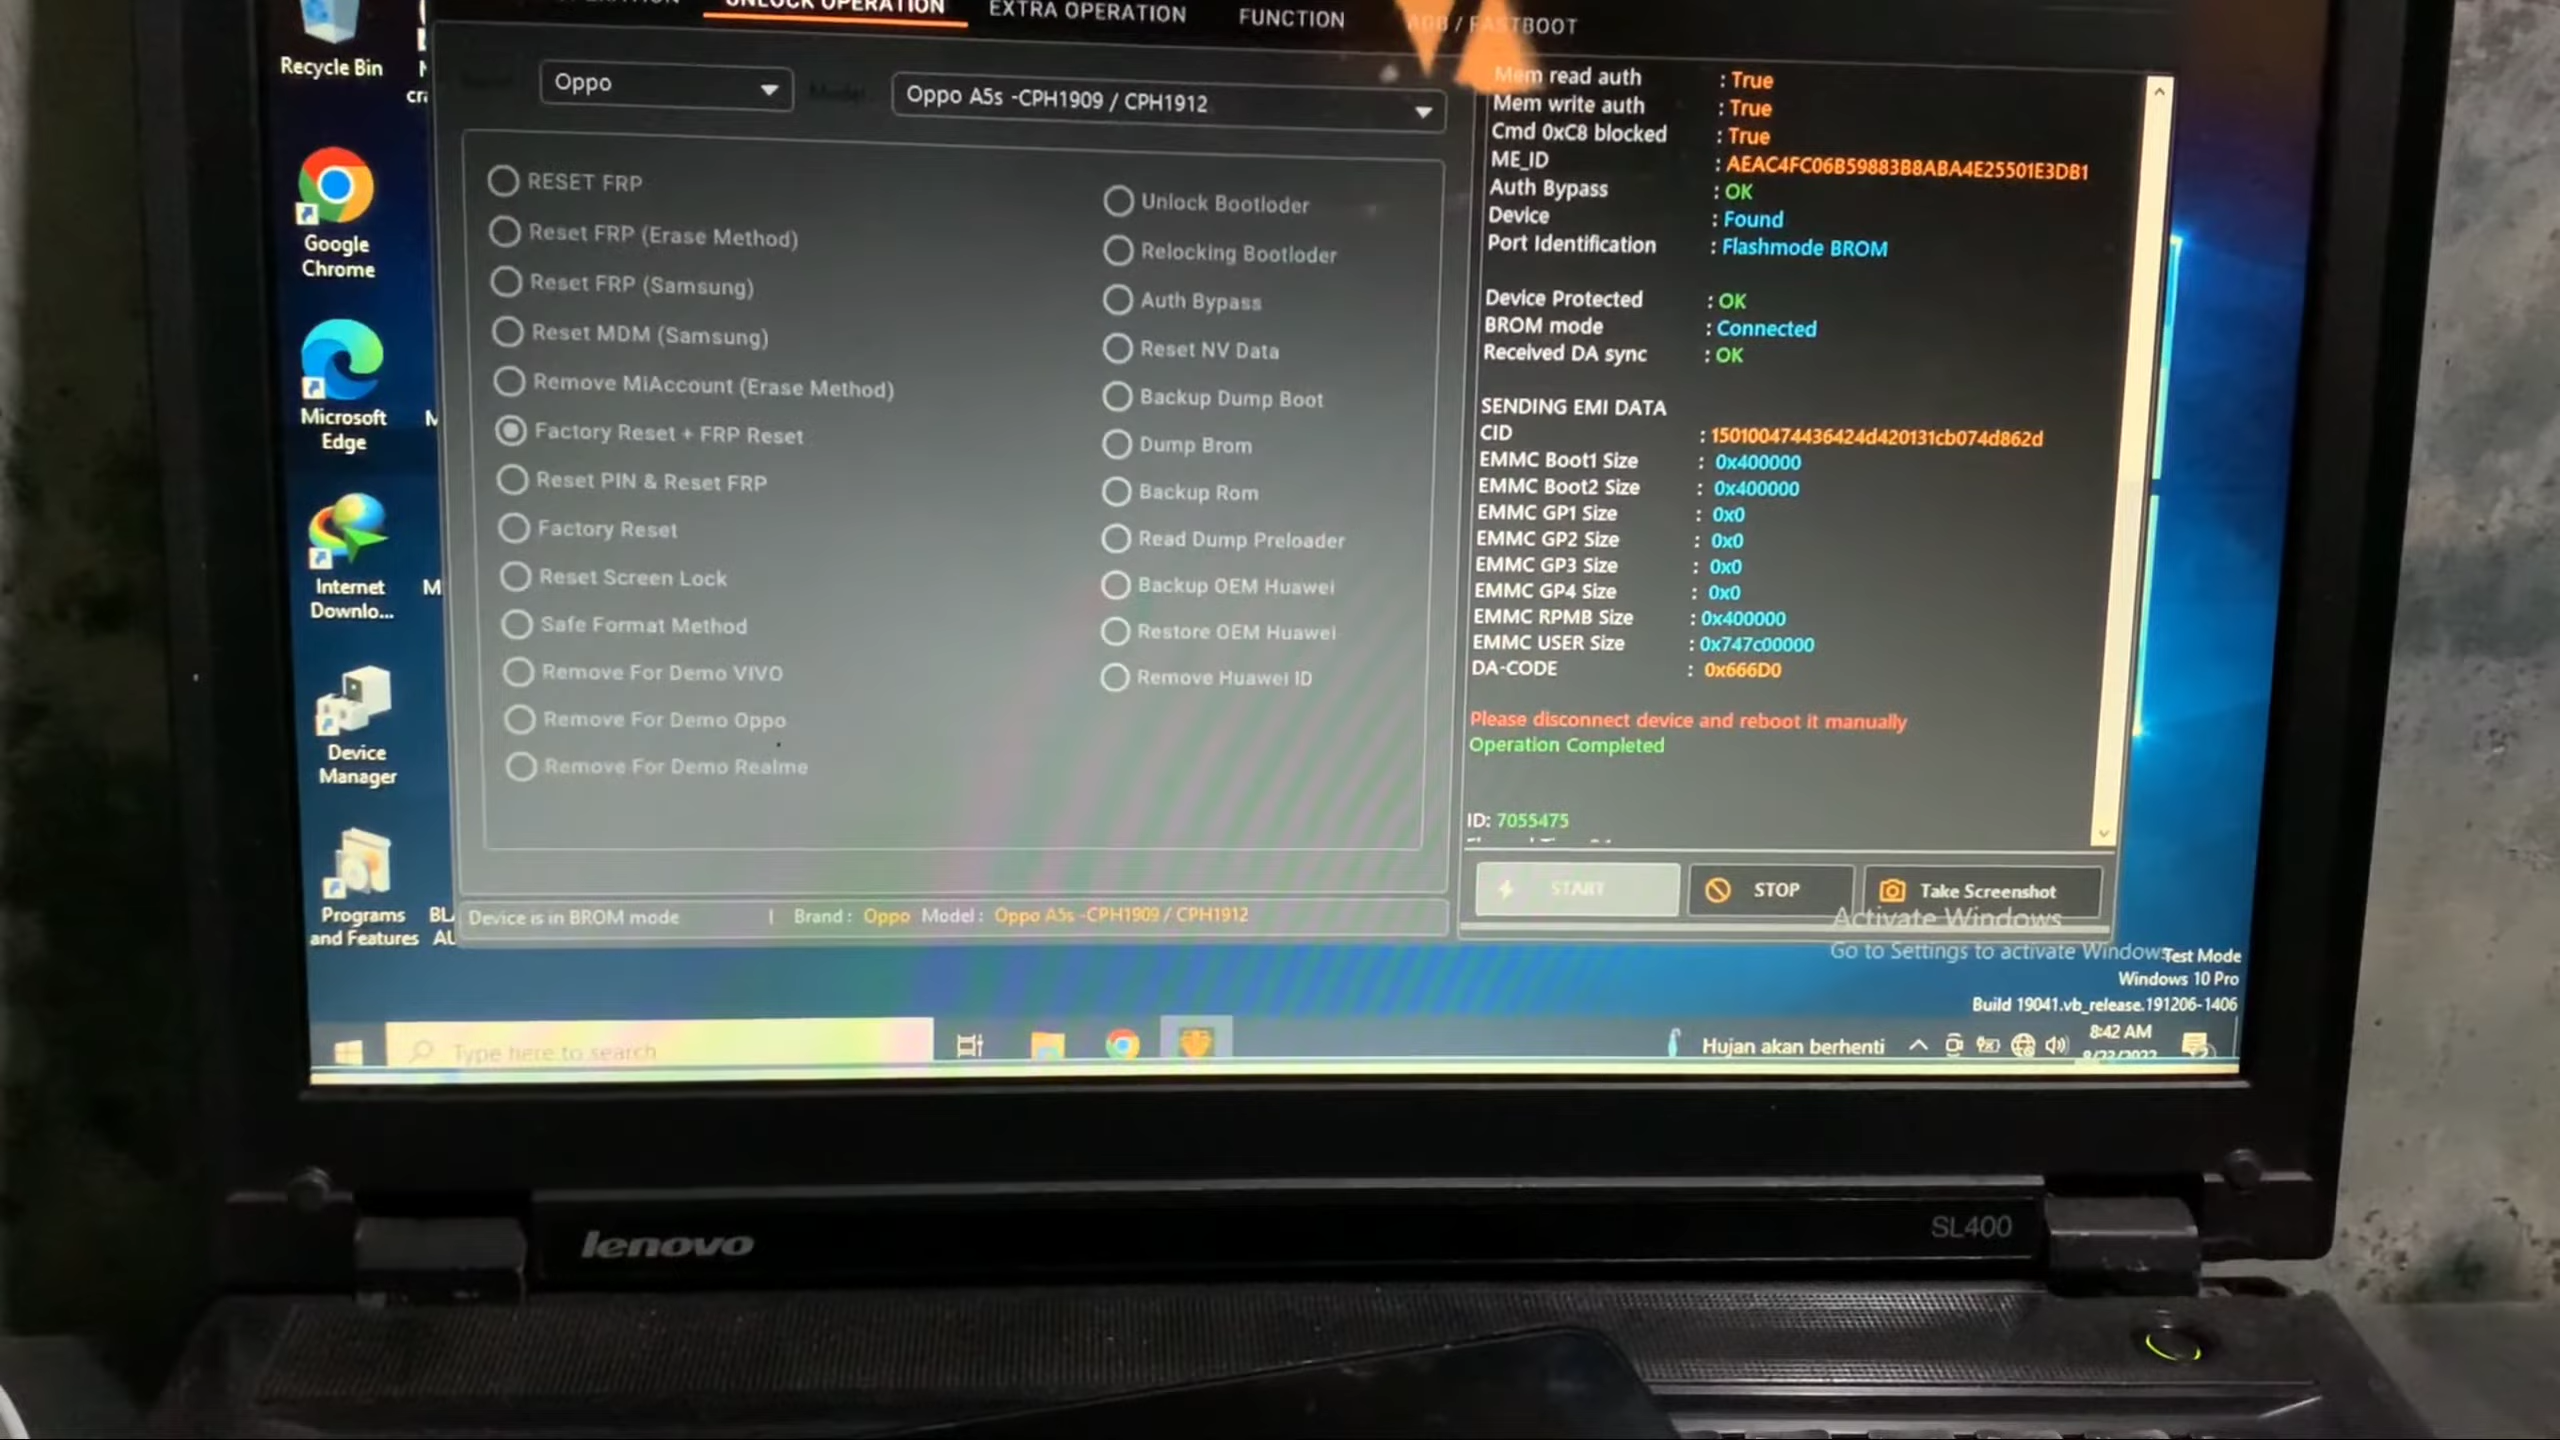 UNLOCK OPERATION
EXTRA OPERATION
FUNCTION
ADB / FASTBOOT
Recycle Bin
Oppo
Oppo A5s -CPH1909 / CPH1912
RESET FRP
Reset FRP (Erase Method)
Reset FRP (Samsung)
Reset MDM (Samsung)
Remove MiAccount (Erase Method)
Factory Reset + FRP Reset
Reset PIN & Reset FRP
Factory Reset
Reset Screen Lock
Safe Format Method
Remove For Demo VIVO
Remove For Demo Oppo
Remove For Demo Realme
Unlock Bootloder
Relocking Bootloder
Auth Bypass
Reset NV Data
Backup Dump Boot
Dump Brom
Backup Rom
Read Dump Preloader
Backup OEM Huawei
Restore OEM Huawei
Remove Huawei ID
Mem read auth : True
Mem write auth : True
Cmd 0xC8 blocked : True
ME_ID : AEAC4FC06B59883B8ABA4E25501E3DB1
Auth Bypass : OK
Device : Found
Port Identification : Flashmode BROM
Device Protected : OK
BROM mode : Connected
Received DA sync : OK
SENDING EMI DATA
CID : 150100474436424d420131cb074d862d
EMMC Boot1 Size : 0x400000
EMMC Boot2 Size : 0x400000
EMMC GP1 Size : 0x0
EMMC GP2 Size : 0x0
EMMC GP3 Size : 0x0
EMMC GP4 Size : 0x0
EMMC RPMB Size : 0x400000
EMMC USER Size : 0x747c00000
DA-CODE : 0x666D0
Please disconnect device and reboot it manually
Operation Completed
ID: 7055475
START
STOP
Take Screenshot
Device is in BROM mode | Brand : Oppo Model : Oppo A5s -CPH1909 / CPH1912
Google
Chrome
Microsoft
Edge
Internet
Downlo...
Device
Manager
Programs
and Features
Activate Windows
Go to Settings to activate Windows
Test Mode
Windows 10 Pro
Build 19041.vb_release.191206-1406
Type here to search
Hujan akan berhenti
8:42 AM
lenovo
SL400